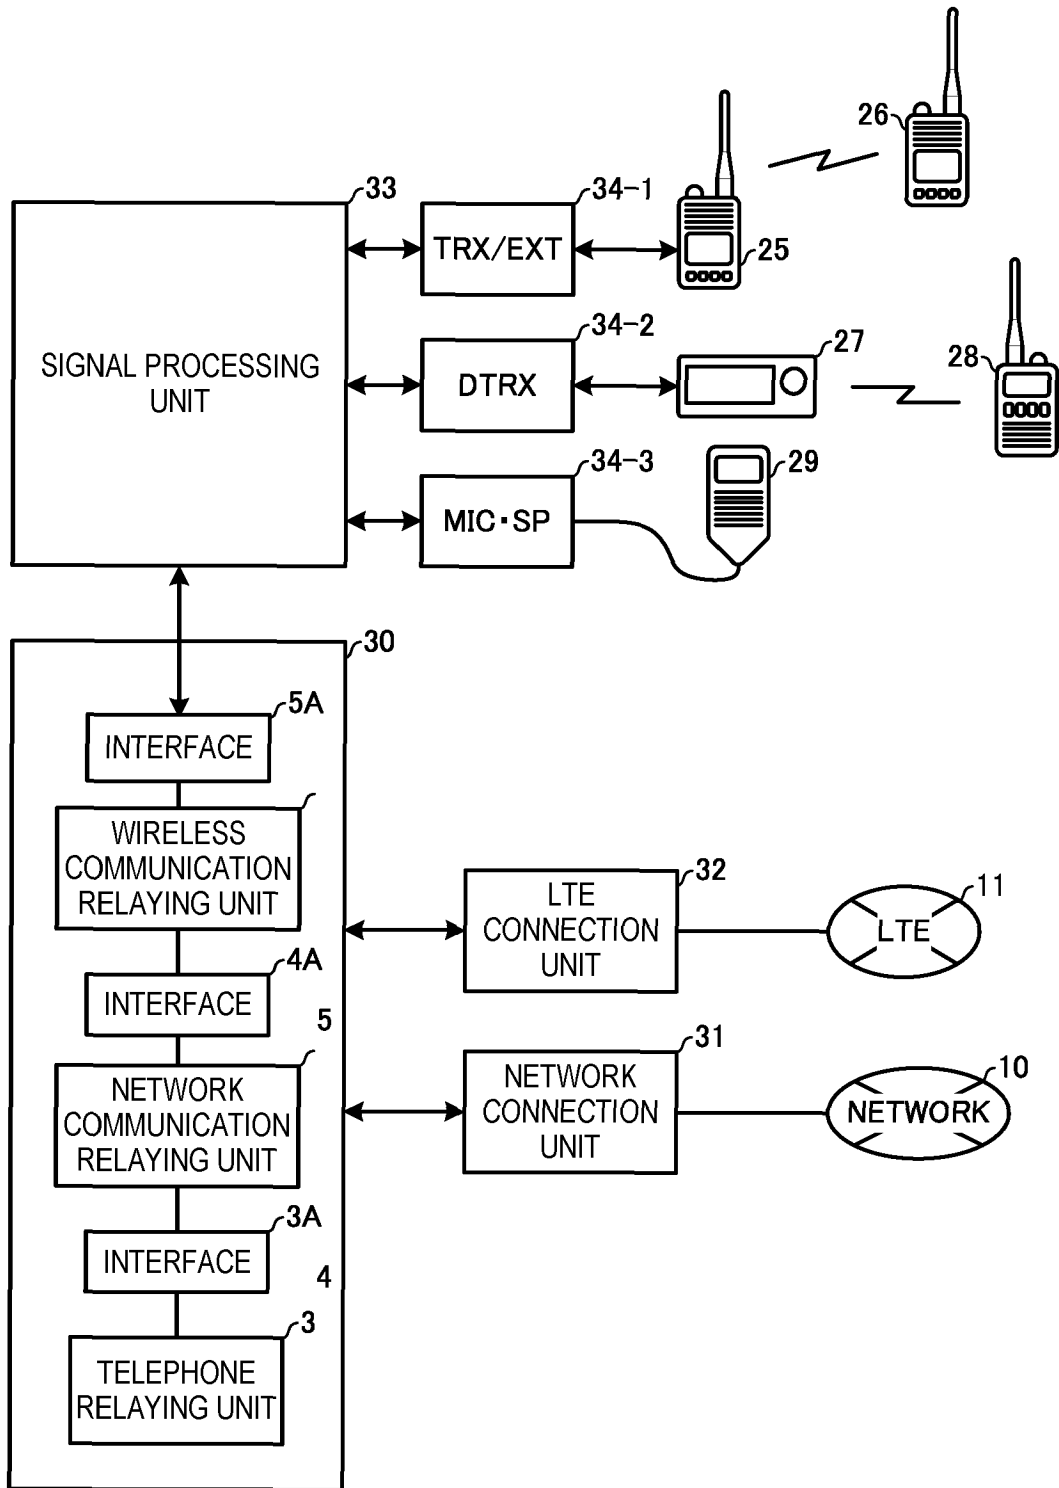 26
33
34-1
TRX/EXT
25
SIGNAL PROCESSING
UNIT
34-2
DTRX
27
28
34-3
MIC・SP
29
30
5A
INTERFACE
WIRELESS
COMMUNICATION
RELAYING UNIT
32
LTE
CONNECTION
UNIT
11
LTE
4A
INTERFACE
5
NETWORK
COMMUNICATION
RELAYING UNIT
31
NETWORK
CONNECTION
UNIT
10
NETWORK
3A
INTERFACE
4
3
TELEPHONE
RELAYING UNIT